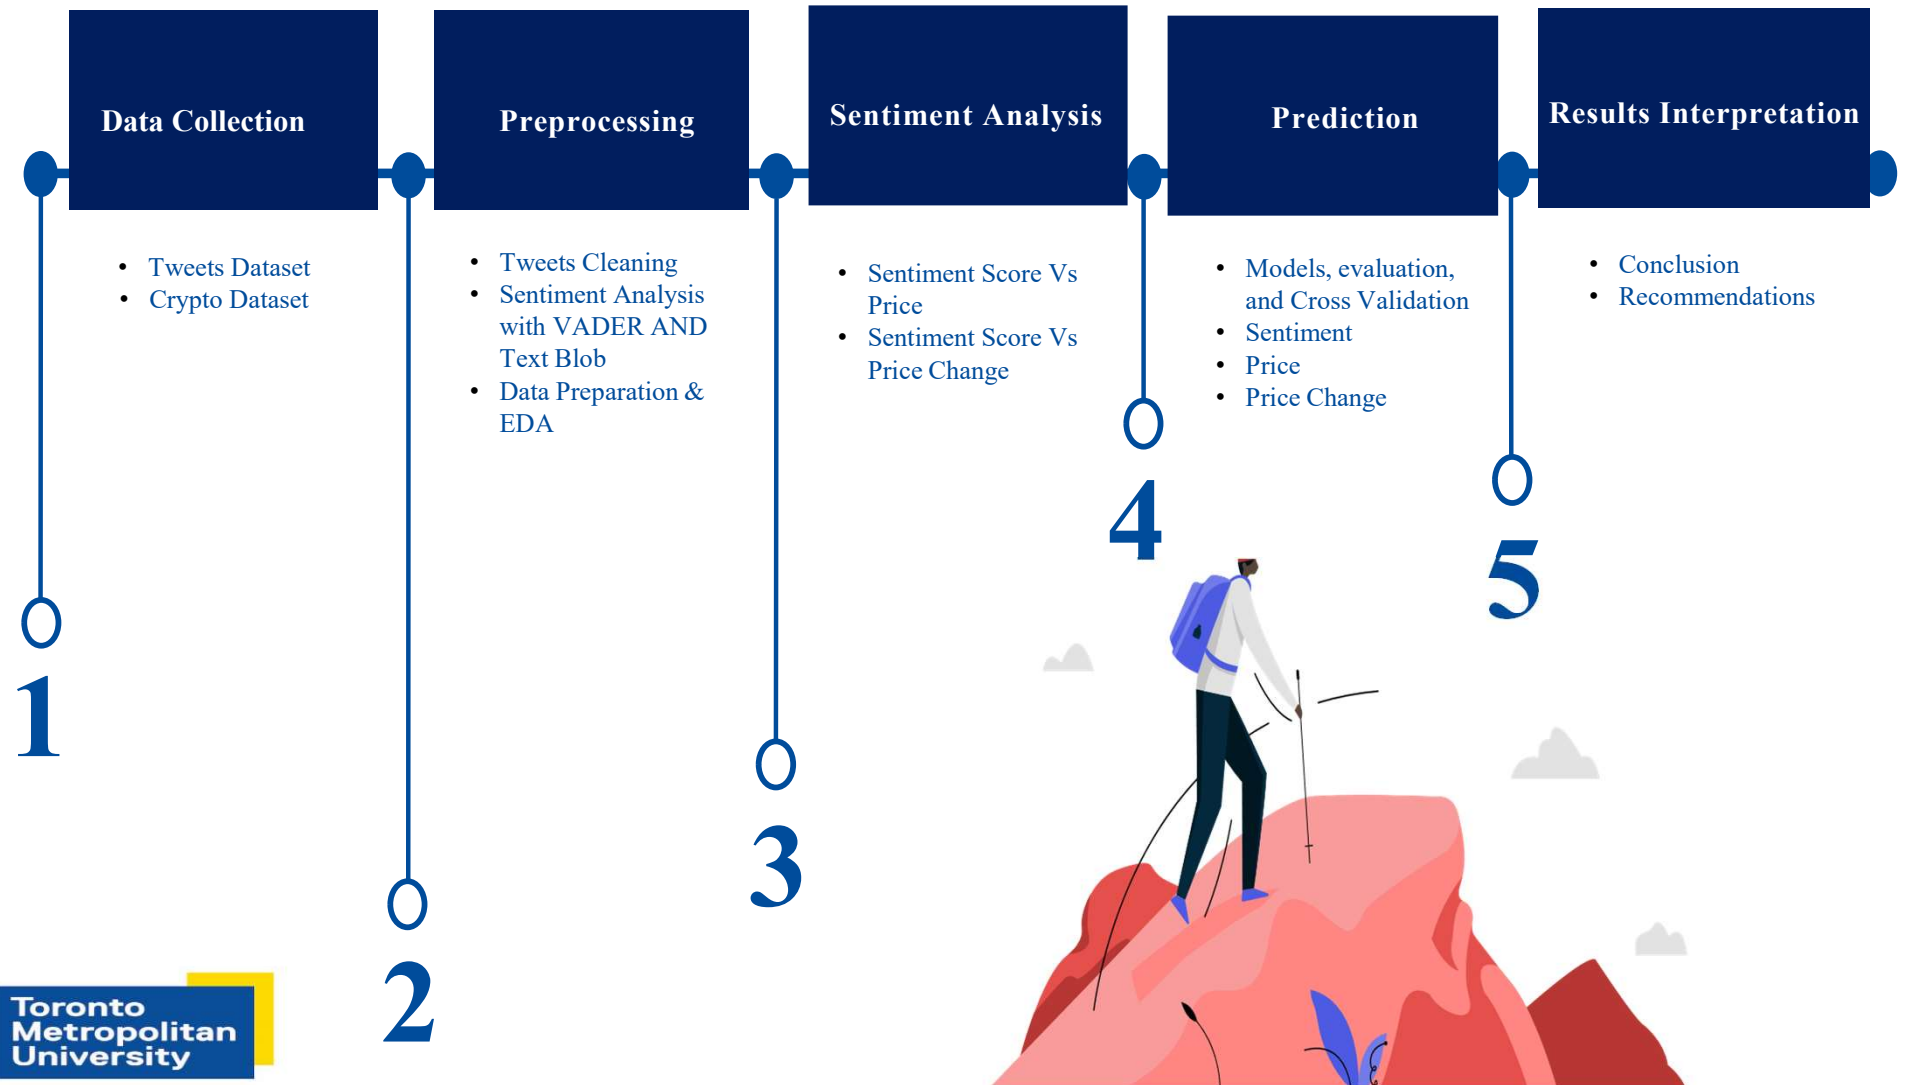 Data Collection
Tweets Dataset
Crypto Dataset
1
Preprocessing
Tweets Cleaning
Sentiment Analysis
with VADER AND
Text Blob
Data Preparation &
EDA
2
Sentiment Analysis
Sentiment Score Vs
Price
Sentiment Score Vs
Price Change
3
Prediction
Models, evaluation,
and Cross Validation
Sentiment
Price
Price Change
4
Results Interpretation
Conclusion
Recommendations
5
Toronto
Metropolitan
University